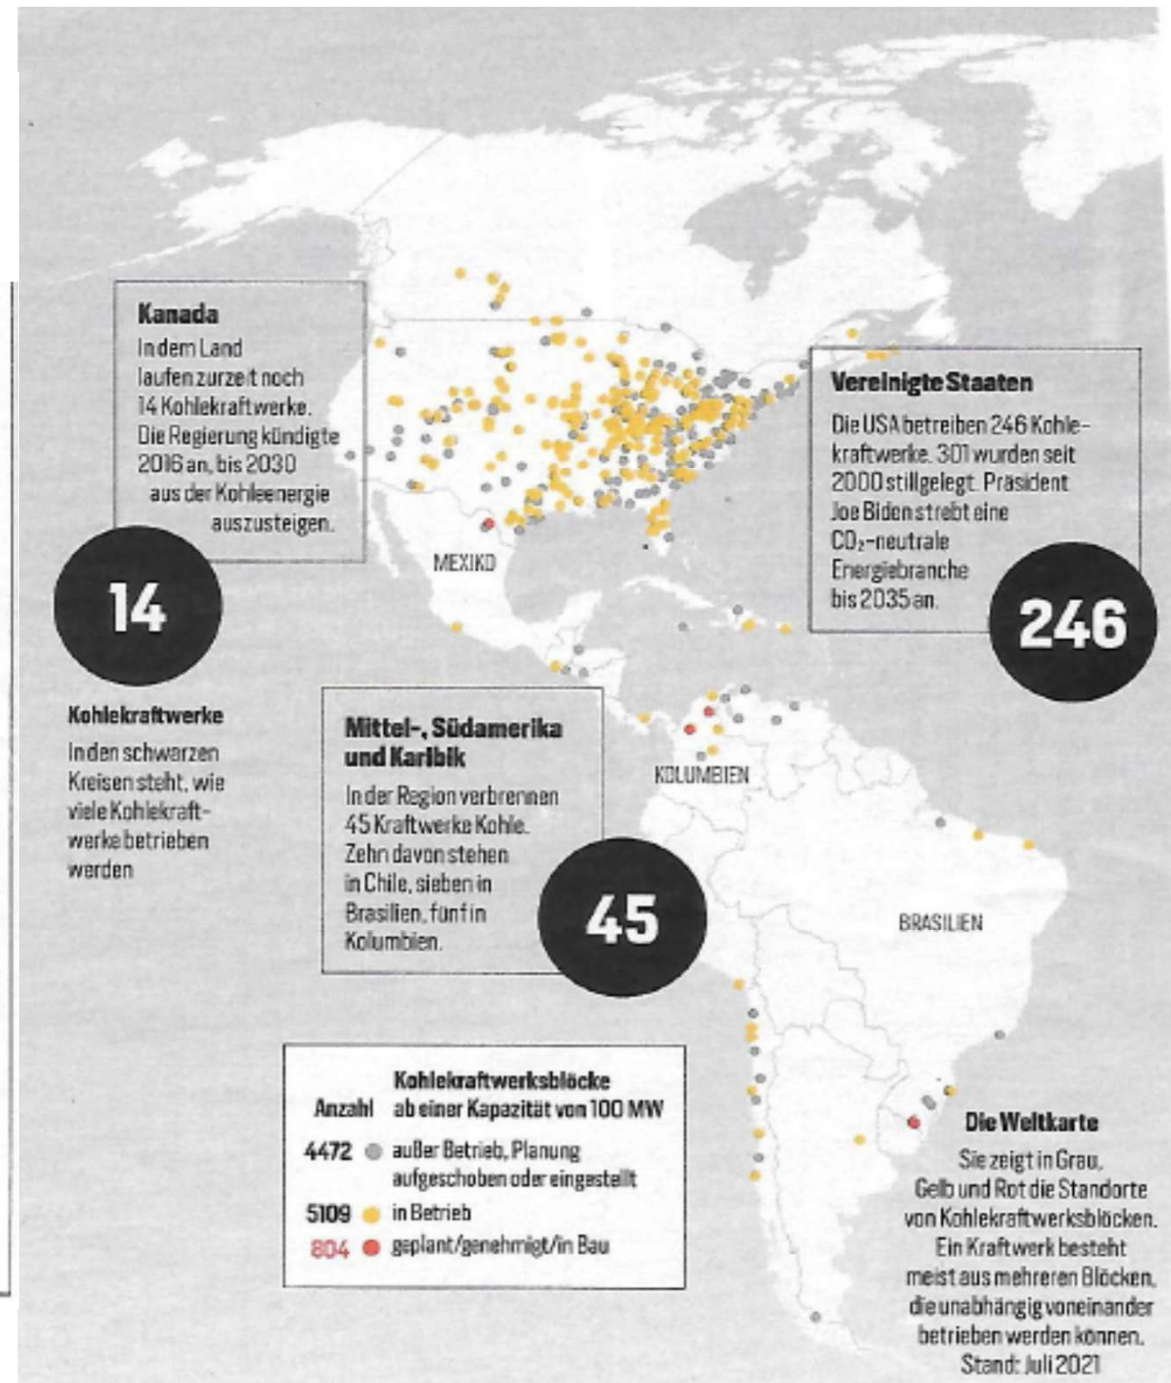 Kanada
In dem Land
laufen zurzeit noch
14 Kohlekraftwerke.
Die Regierung kündigte
2016 an, bis 2030
aus der Kohleenergie
auszusteigen.
14
Kohlekraftwerke
In den schwarzen
Kreisen steht, wie
viele Kohlekraft-
werke betrieben
werden
Vereinigte Staaten
Die USA betreiben 246 Kohle-
kraftwerke. 301 wurden seit
2000 stillgelegt. Präsident
Joe Biden strebt eine
CO₂-neutrale
Energiebranche
bis 2035 an.
246
MEXIKO
Mittel-, Südamerika
und Karibik
In der Region verbrennen
45 Kraftwerke Kohle.
Zehn davon stehen
in Chile, sieben in
Brasilien, fünf in
Kolumbien.
45
KOLUMBIEN
BRASILIEN
Kohlekraftwerksblöcke
Anzahl ab einer Kapazität von 100 MW
4472 außer Betrieb, Planung
aufgeschoben oder eingestellt
5109 in Betrieb
804 geplant/genehmigt/in Bau
Die Weltkarte
Sie zeigt in Grau,
Gelb und Rot die Standorte
von Kohlekraftwerksblöcken.
Ein Kraftwerk besteht
meist aus mehreren Blöcken,
die unabhängig voneinander
betrieben werden können.
Stand: Juli 2021